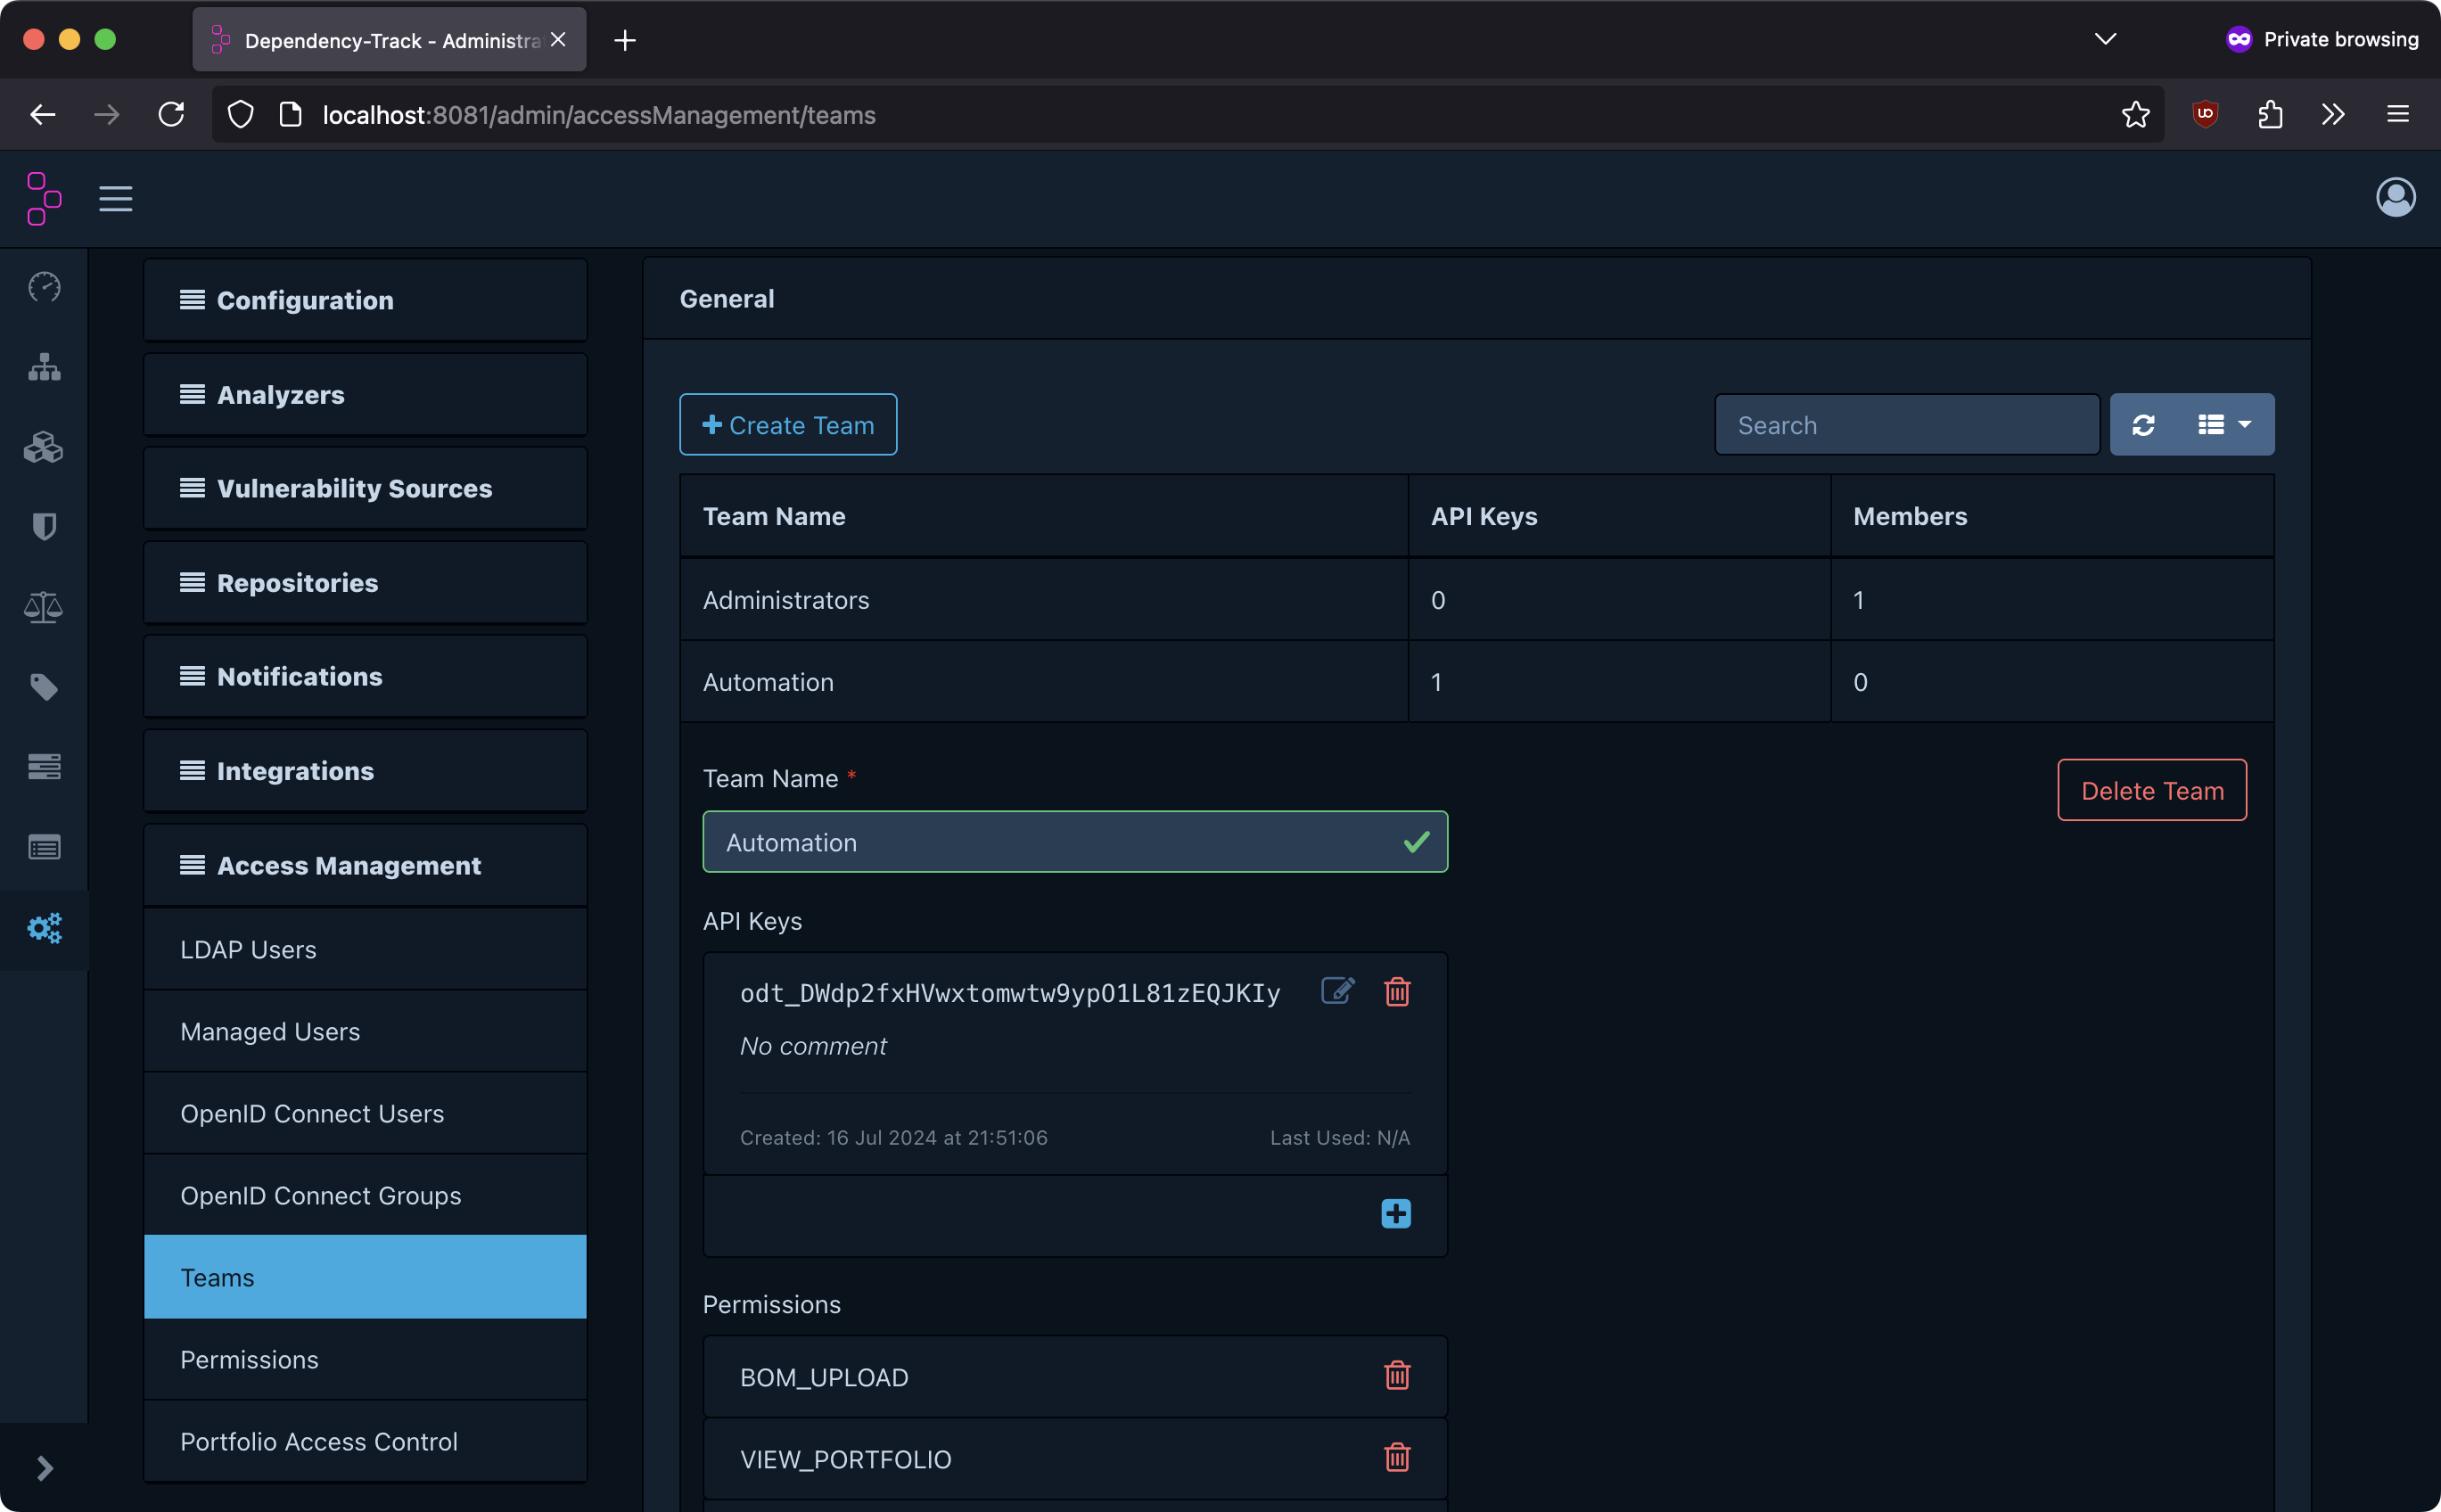 Dependency-Track - Administra
Private browsing
localhost:8081/admin/accessManagement/teams
Configuration
Analyzers
Vulnerability Sources
Repositories
Notifications
Integrations
Access Management
LDAP Users
Managed Users
OpenID Connect Users
OpenID Connect Groups
Teams
Permissions
Portfolio Access Control
General
Create Team
Search
Team Name API Keys Members
Administrators 0 1
Automation 1 0
Team Name *
Delete Team
Automation
API Keys
odt_DWdp2fxHVwxtomwtw9ypO1L81zEQJKIy
No comment
Created: 16 Jul 2024 at 21:51:06 Last Used: N/A
Permissions
BOM_UPLOAD
VIEW_PORTFOLIO